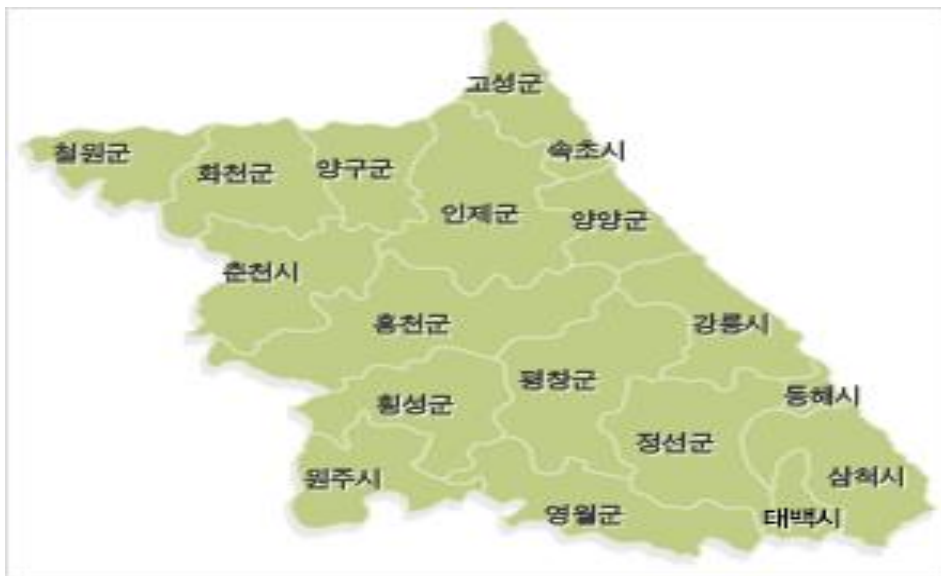 고성군
속초시
철원군
화천군
양구군
인제군
양양군
춘천시
홍천군
강릉시
평창군
횡성군
동해시
정선군
원주시
삼척시
영월군
태백시